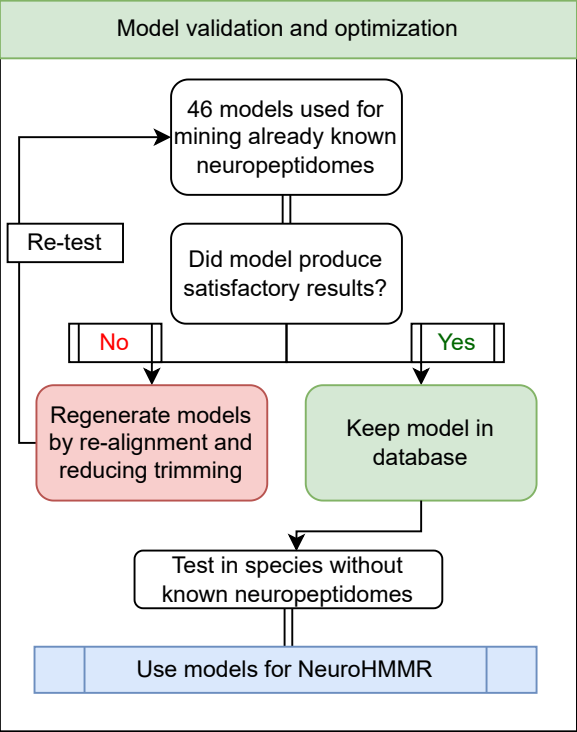 Model validation and optimization
46 models used for
mining already known
neuropeptidomes
Re-test
Did model produce
satisfactory results?
No
Yes
Regenerate models
by re-alignment and
reducing trimming
Keep model in
database
Test in species without
known neuropeptidomes
Use models for NeuroHMMR